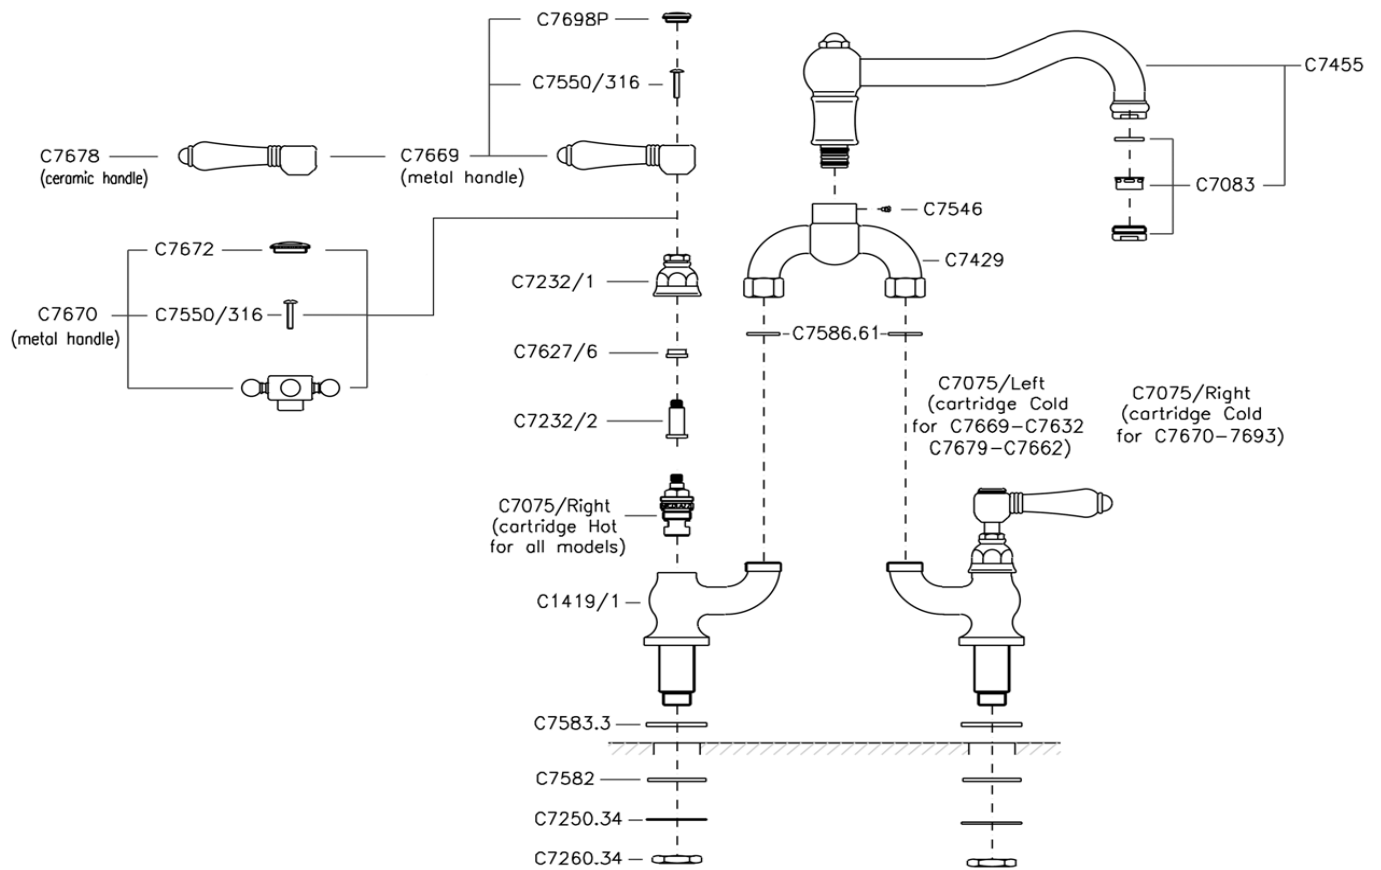 C7698P
C7550/316
C7455
C7678
(ceramic handle)
C7669
(metal handle)
C7083
C7546
C7672
C7429
C7232/1
C7670
(metal handle)
C7550/316
C7586.61
C7627/6
C7075/Left
(cartridge Cold
for C7669-C7632
C7679-C7662)
C7075/Right
(cartridge Cold
for C7670-7693)
C7232/2
C7075/Right
(cartridge Hot
for all models)
C1419/1
C7583.3
C7582
C7250.34
C7260.34